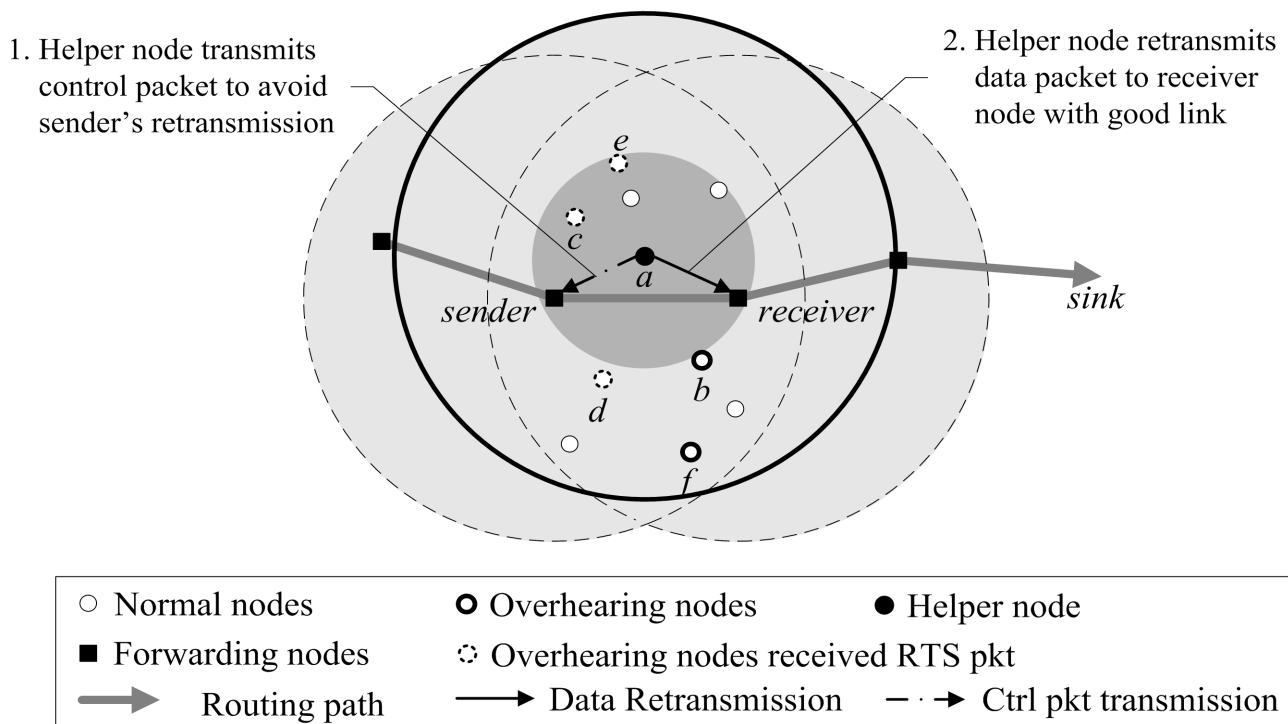 1. Helper node transmits
control packet to avoid
sender's retransmission
2. Helper node retransmits
data packet to receiver
node with good link
e
c
a
sender
receiver
sink
b
d
f
Normal nodes
Overhearing nodes
Helper node
Forwarding nodes
Overhearing nodes received RTS pkt
Routing path
Data Retransmission
Ctrl pkt transmission